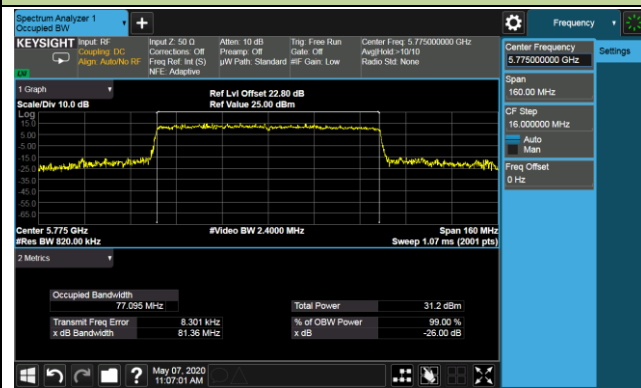 Spectrum Analyzer 1
Occupied BW
Frequency
KEYSIGHT
Input: RF
Coupling: DC
Align: Auto/No RF
Input Z: 50 Ω
Corrections: Off
Freq Ref: Int (S)
NFE: Adaptive
Atten: 10 dB
Preamp: Off
µW Path: Standard
Trig: Free Run
Gate: Off
#IF Gain: Low
Center Freq: 5.775000000 GHz
Avg|Hold:>10/10
Radio Std: None
LV
1 Graph
Scale/Div 10.0 dB
Ref Lvl Offset 22.80 dB
Ref Value 25.00 dBm
Log
15.0
5.00
-5.00
-15.0
-25.0
-35.0
-45.0
-55.0
-65.0
Center 5.775 GHz
#Res BW 820.00 kHz
#Video BW 2.4000 MHz
Span 160 MHz
Sweep 1.07 ms (2001 pts)
2 Metrics
Occupied Bandwidth
77.095 MHz
Total Power 31.2 dBm
Transmit Freq Error 8.301 kHz
% of OBW Power 99.00 %
x dB Bandwidth 81.36 MHz
x dB -26.00 dB
Center Frequency
5.775000000 GHz
Settings
Span
160.00 MHz
CF Step
16.000000 MHz
Auto
Man
Freq Offset
0 Hz
?
May 07, 2020
11:07:01 AM